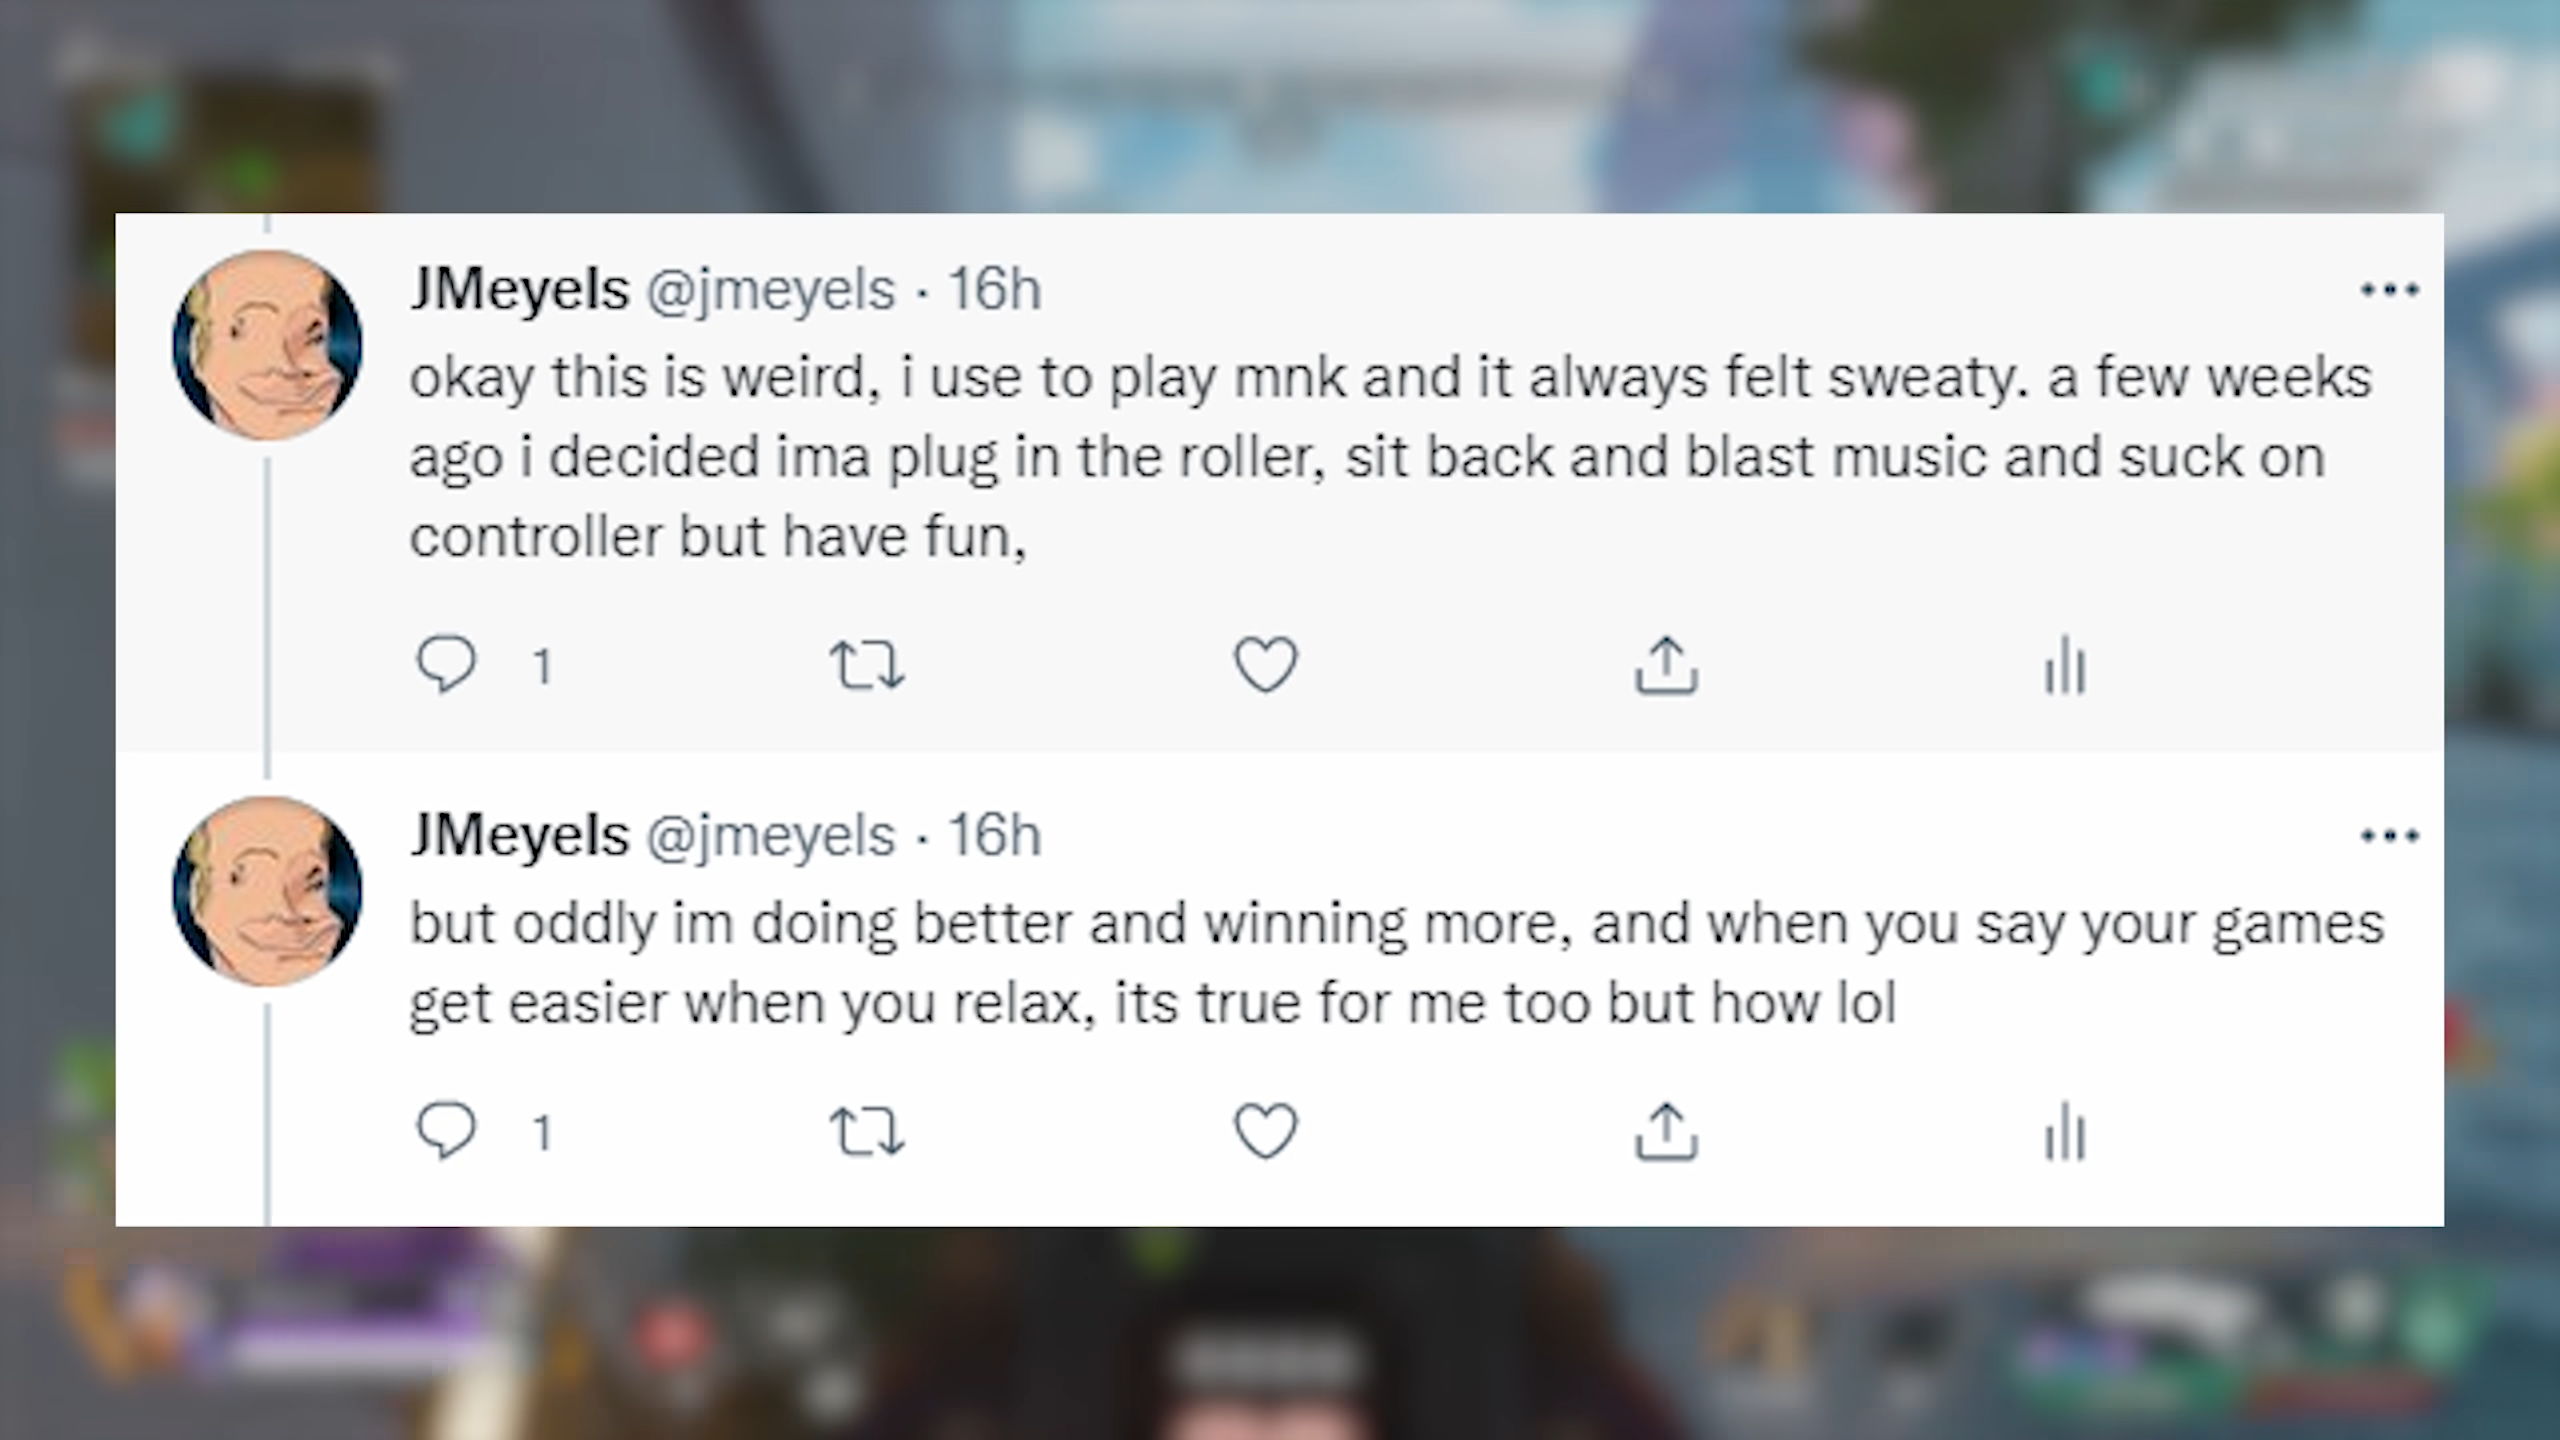 JMeyels @jmeyels · 16h
okay this is weird, i use to play mnk and it always felt sweaty. a few weeks
ago i decided ima plug in the roller, sit back and blast music and suck on
controller but have fun,
1
JMeyels @jmeyels · 16h
but oddly im doing better and winning more, and when you say your games
get easier when you relax, its true for me too but how lol
1